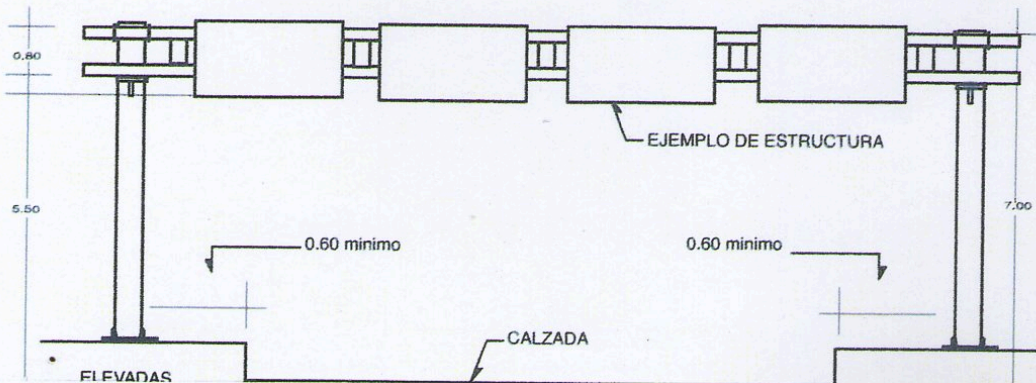 0.80
EJEMPLO DE ESTRUCTURA
5.50
7.00
0.60 minimo
0.60 minimo
CALZADA
ELEVADAS